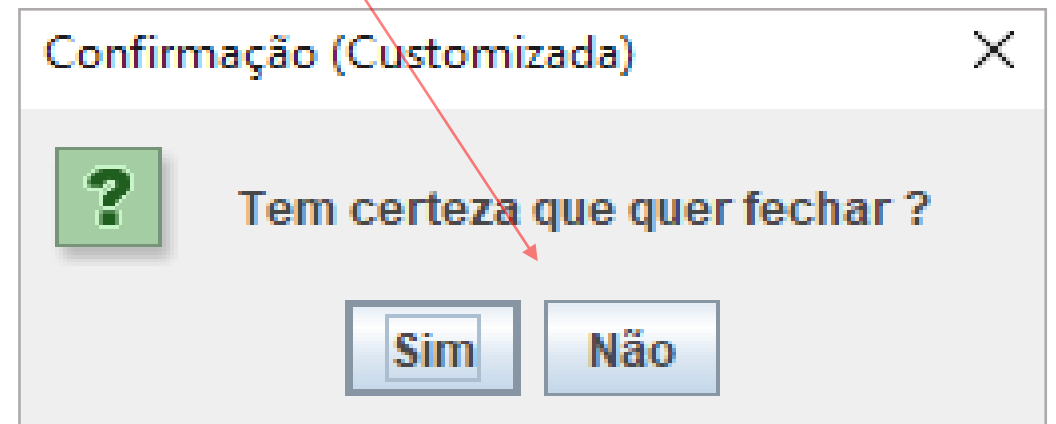 Confirmação (Customizada)
?
Tem certeza que quer fechar ?
Sim Não